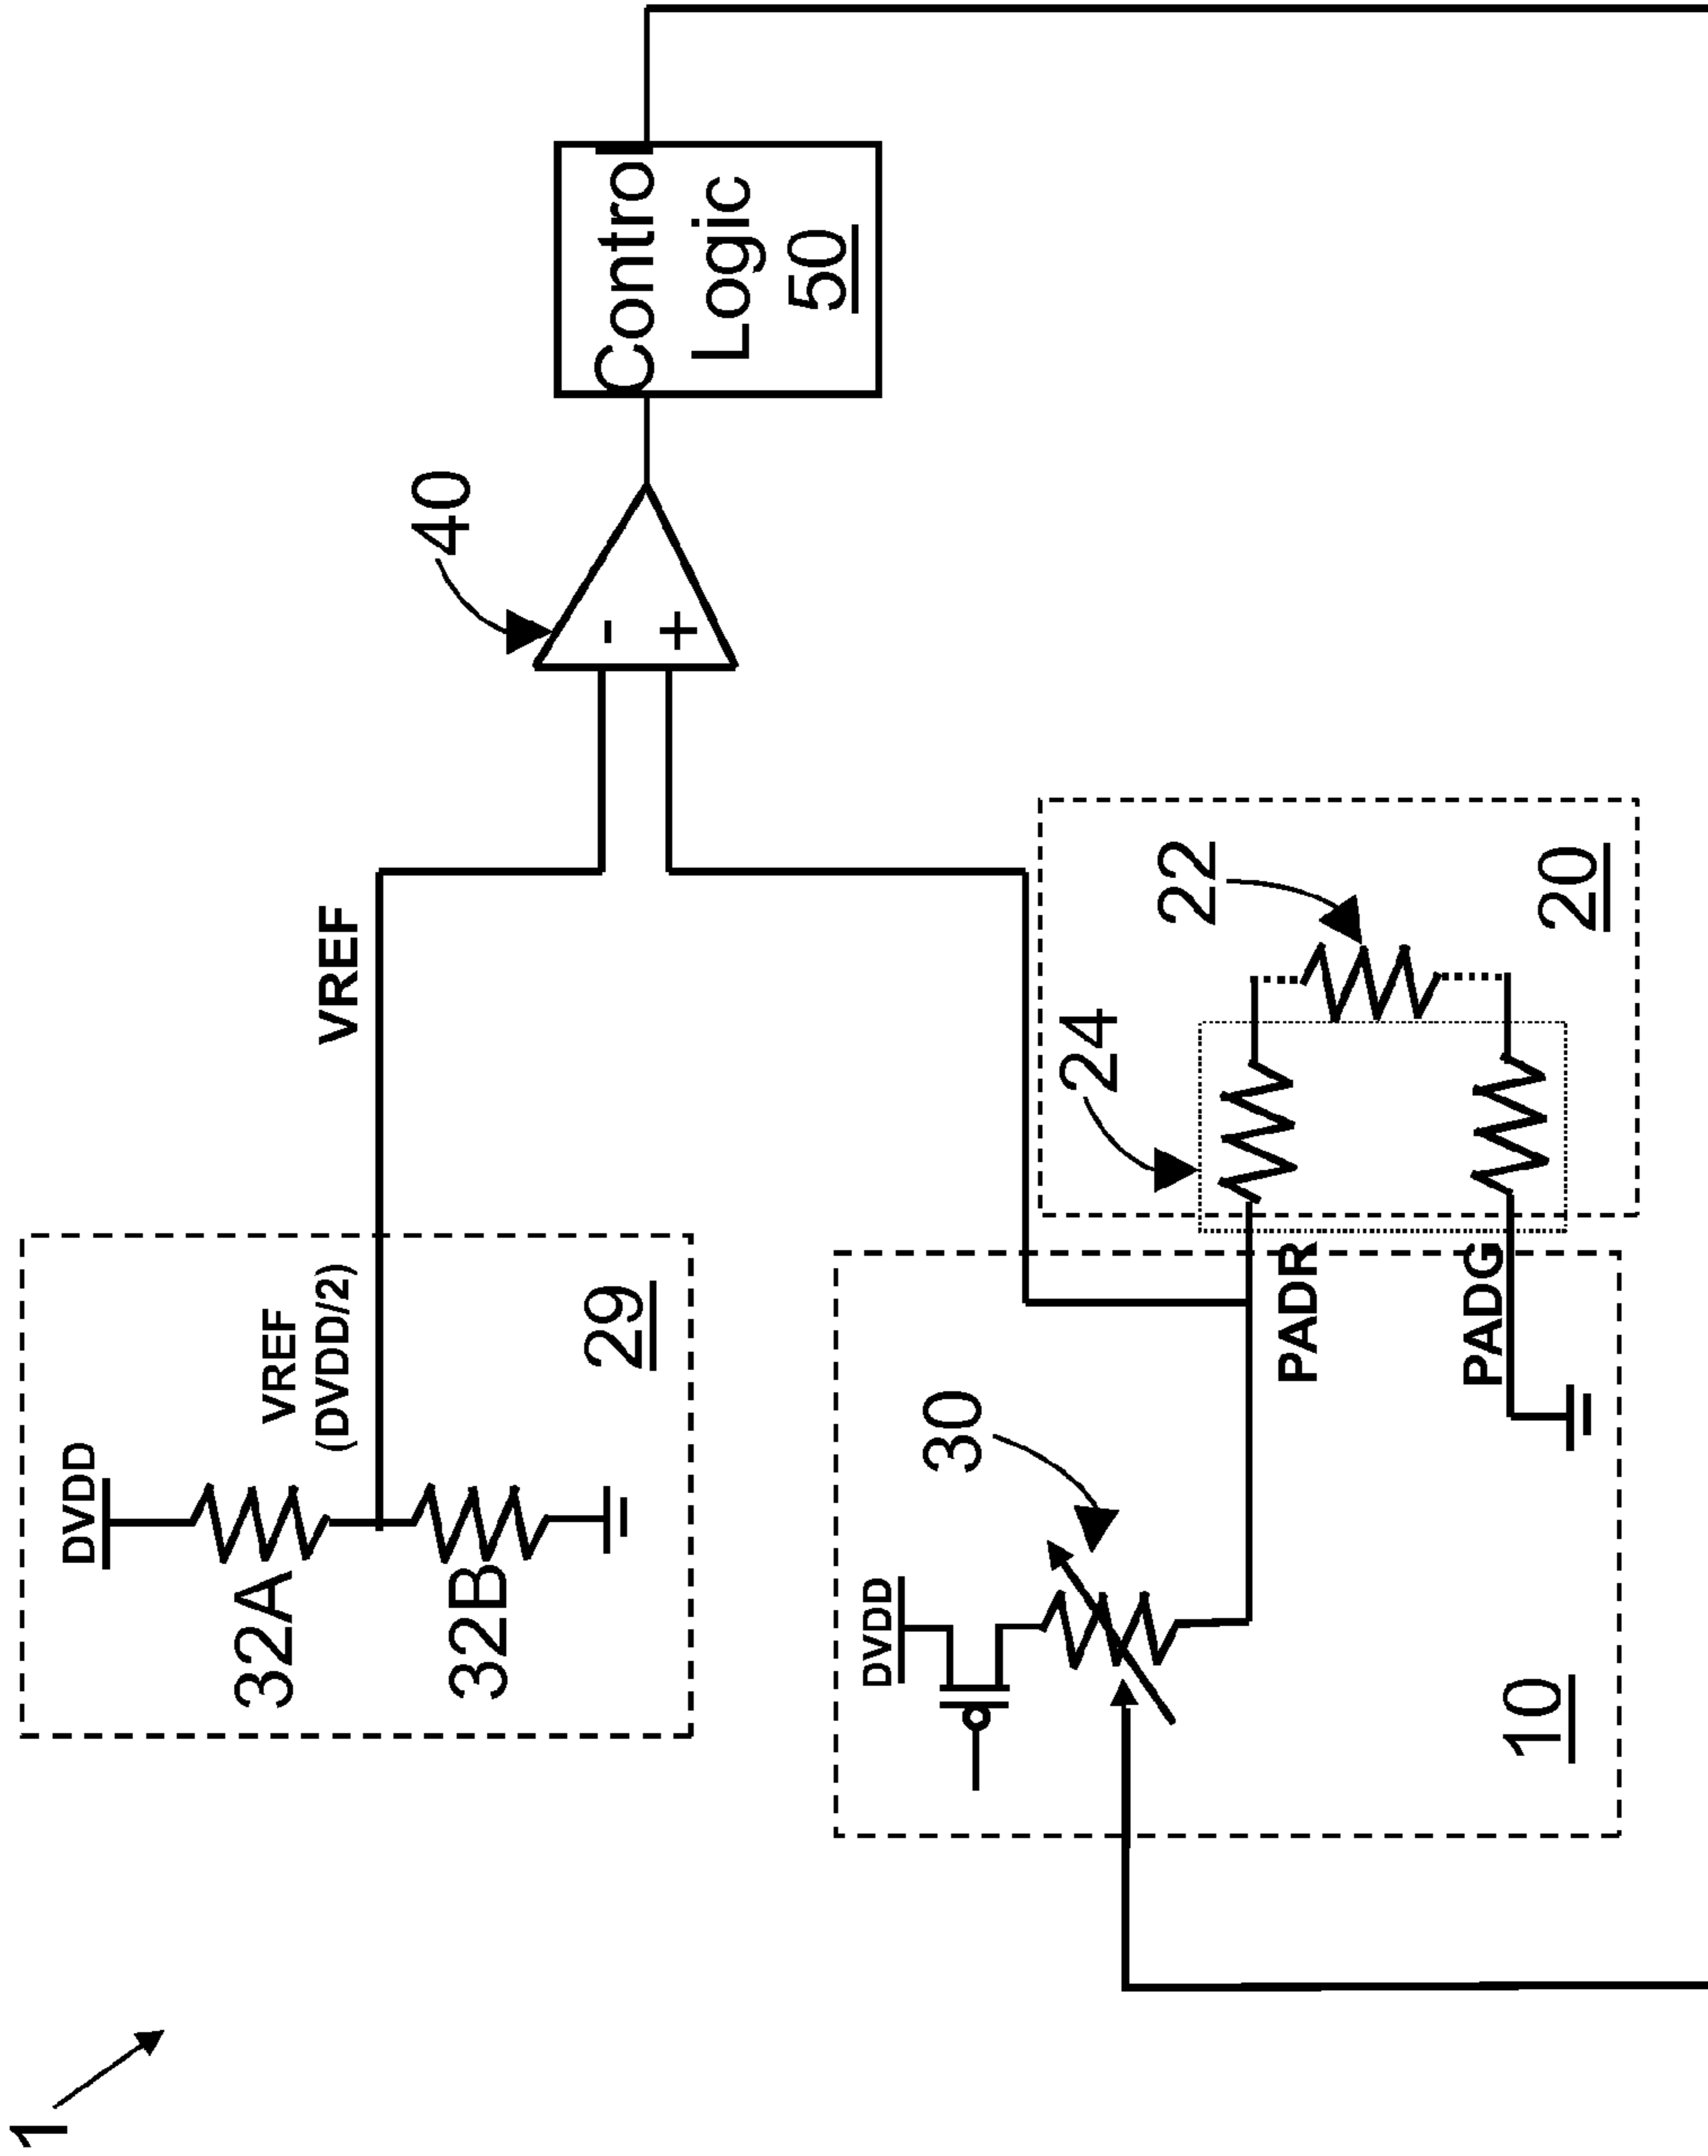 1
DVDD
32A
32B
VREF
(DVDD/2)
29
VREF
40
-
+
Control
Logic
50
DVDD
30
10
PADR
PADG
24
22
20